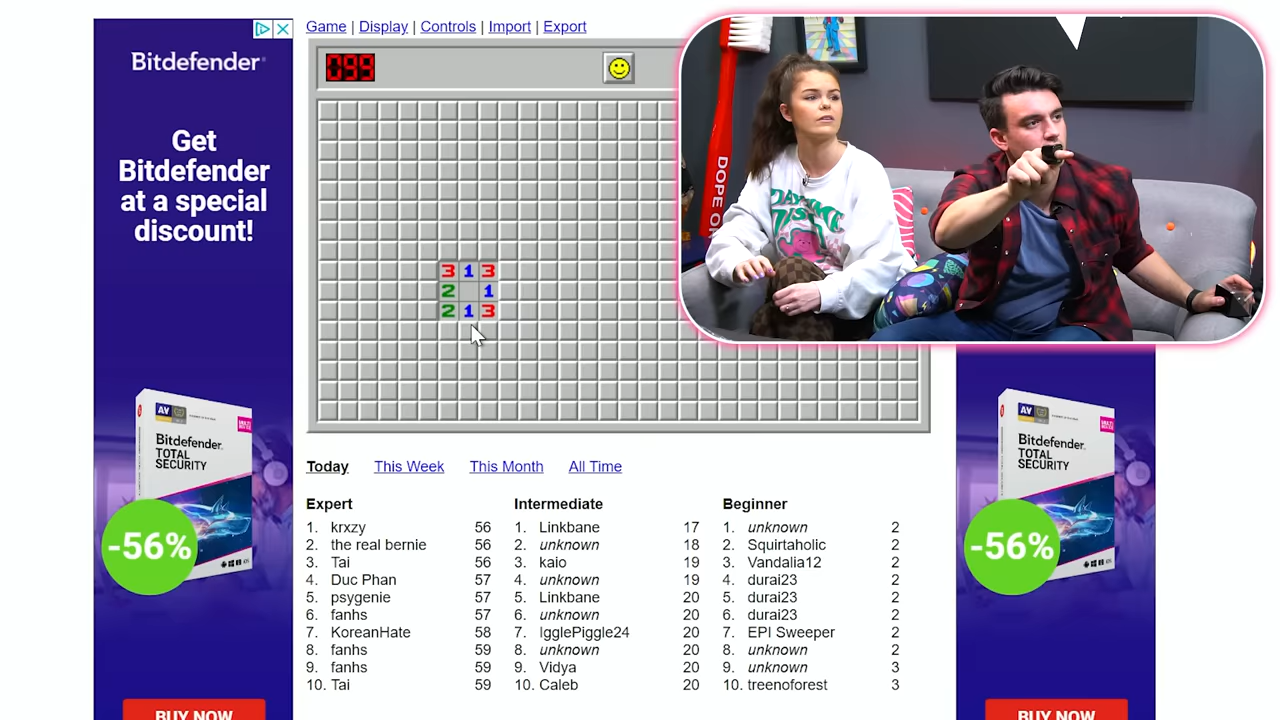 Game | Display | Controls | Import | Export
099
Bitdefender
Get
Bitdefender
at a special
discount!
3 1 3
2 1
2 1 3
DOPE
Bitdefender
TOTAL
SECURITY
-56%
BUY NOW
Today This Week This Month All Time
Expert
1. krxzy 56
2. the real bernie 56
3. Tai 56
4. Duc Phan 57
5. psygenie 57
6. fanhs 57
7. KoreanHate 58
8. fanhs 59
9. fanhs 59
10. Tai 59
Intermediate
1. Linkbane 17
2. unknown 18
3. kaio 19
4. unknown 19
5. Linkbane 20
6. unknown 20
7. IgglePiggle24 20
8. unknown 20
9. Vidya 20
10. Caleb 20
Beginner
1. unknown 2
2. Squirtaholic 2
3. Vandalia12 2
4. durai23 2
5. durai23 2
6. durai23 2
7. EPI Sweeper 2
8. unknown 2
9. unknown 3
10. treenoforest 3
Bitdefender
TOTAL
SECURITY
-56%
BUY NOW